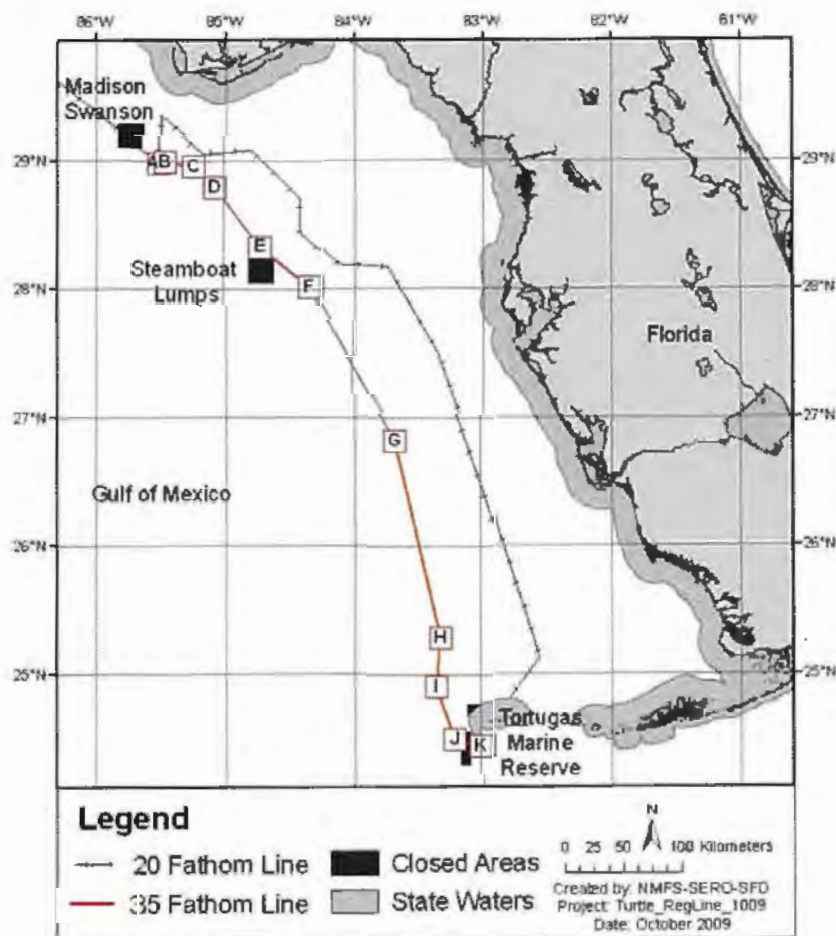 86°W 85°W 84°W 83°W 82°W 81°W
Madison
Swanson
29°N 29°N
A B C
D
E
Steamboat
Lumps
F
28°N 28°N
Florida
27°N 27°N
G
Gulf of Mexico
26°N 26°N
H
25°N 25°N
I
J K
Tortugas
Marine
Reserve
Legend
20 Fathom Line
35 Fathom Line
Closed Areas
State Waters
N
0 25 50 100 Kilometers
Created by: NMFS-SERO-SFD
Project: Turtle_RegLine_1009
Date: October 2009